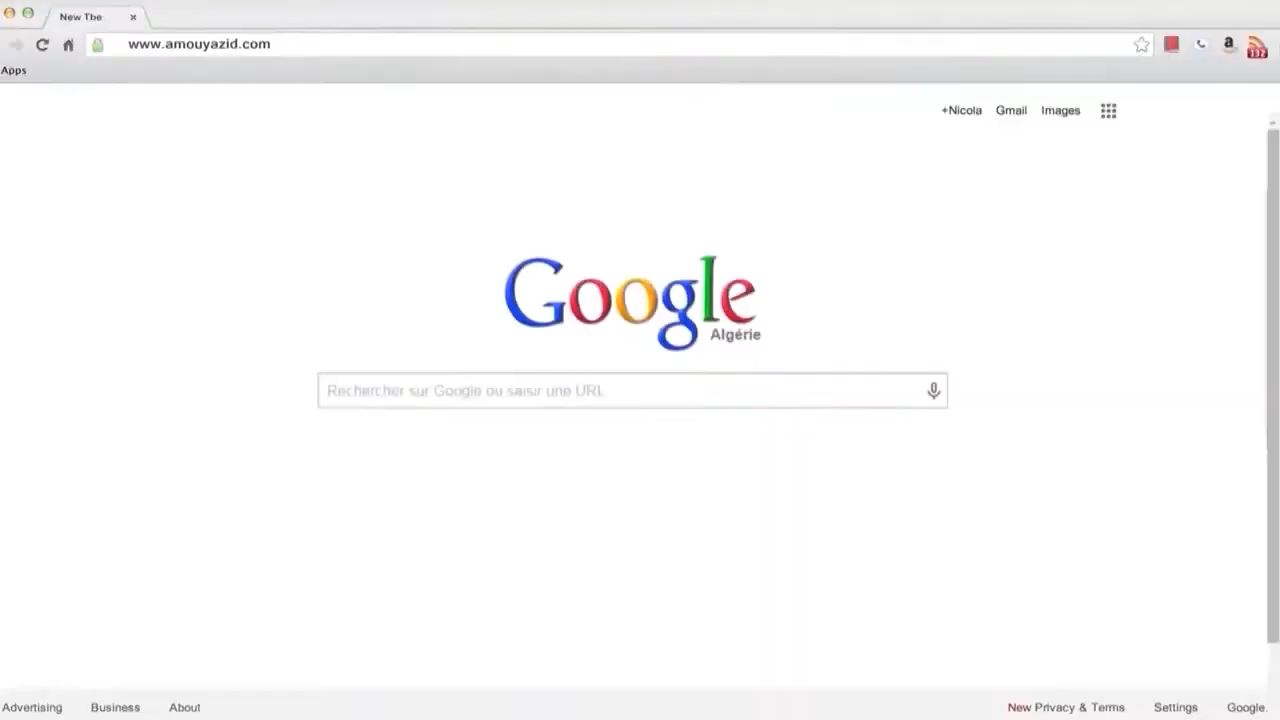 New Tbe
www.amouyazid.com
a
132
Apps
+Nicola Gmail Images
Google
Algérie
Rechercher sur Google ou saisir une URL
Advertising Business About New Privacy & Terms Settings Google.